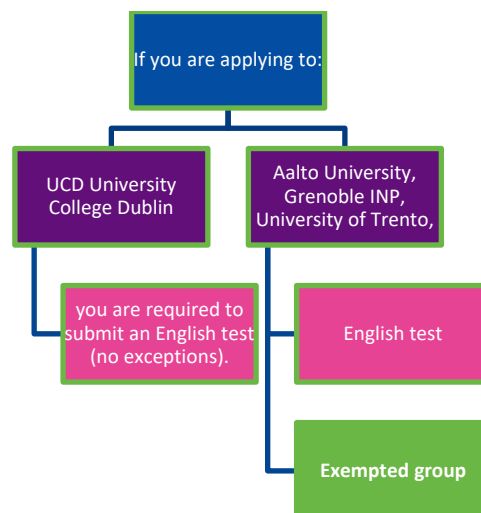 If you are applying to:
UCD University
College Dublin
Aalto University,
Grenoble INP,
University of Trento,
you are required to
submit an English test
(no exceptions).
English test
Exempted group